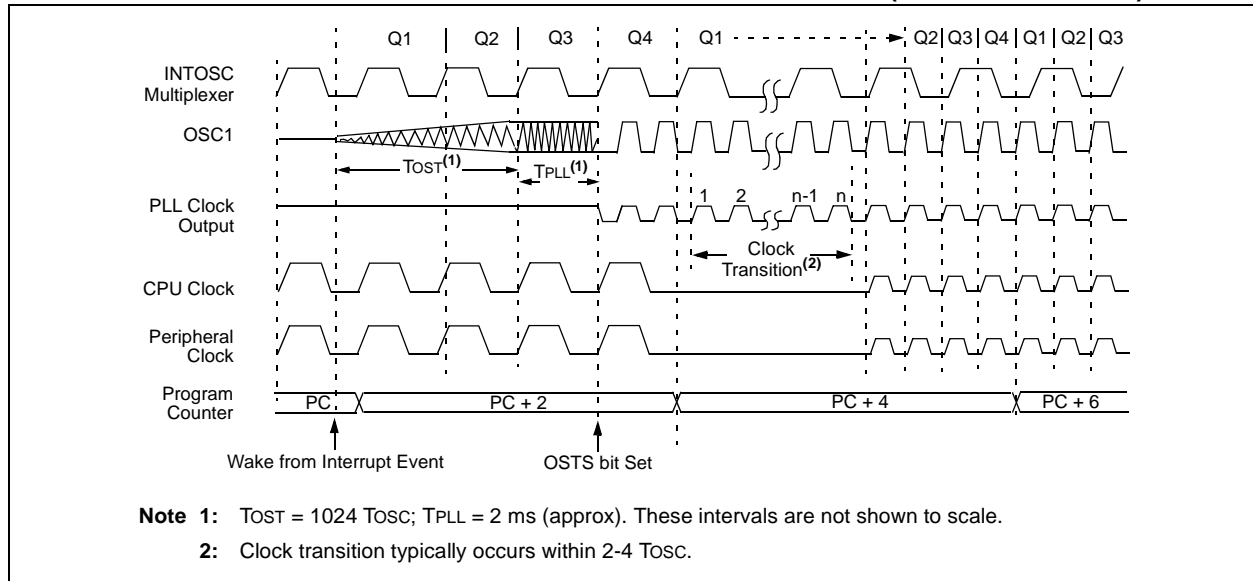 Q1 Q2 Q3 Q4 Q1 Q2 Q3 Q4 Q1 Q2 Q3
INTOSC
Multiplexer
OSC1
TOST(1)
TPLL(1)
1 2 n-1 n
PLL Clock
Output
Clock
Transition(2)
CPU Clock
Peripheral
Clock
Program
Counter
PC PC + 2 PC + 4 PC + 6
Wake from Interrupt Event
OSTS bit Set
Note 1: TOST = 1024 TOSC; TPLL = 2 ms (approx). These intervals are not shown to scale.
2: Clock transition typically occurs within 2-4 TOSC.